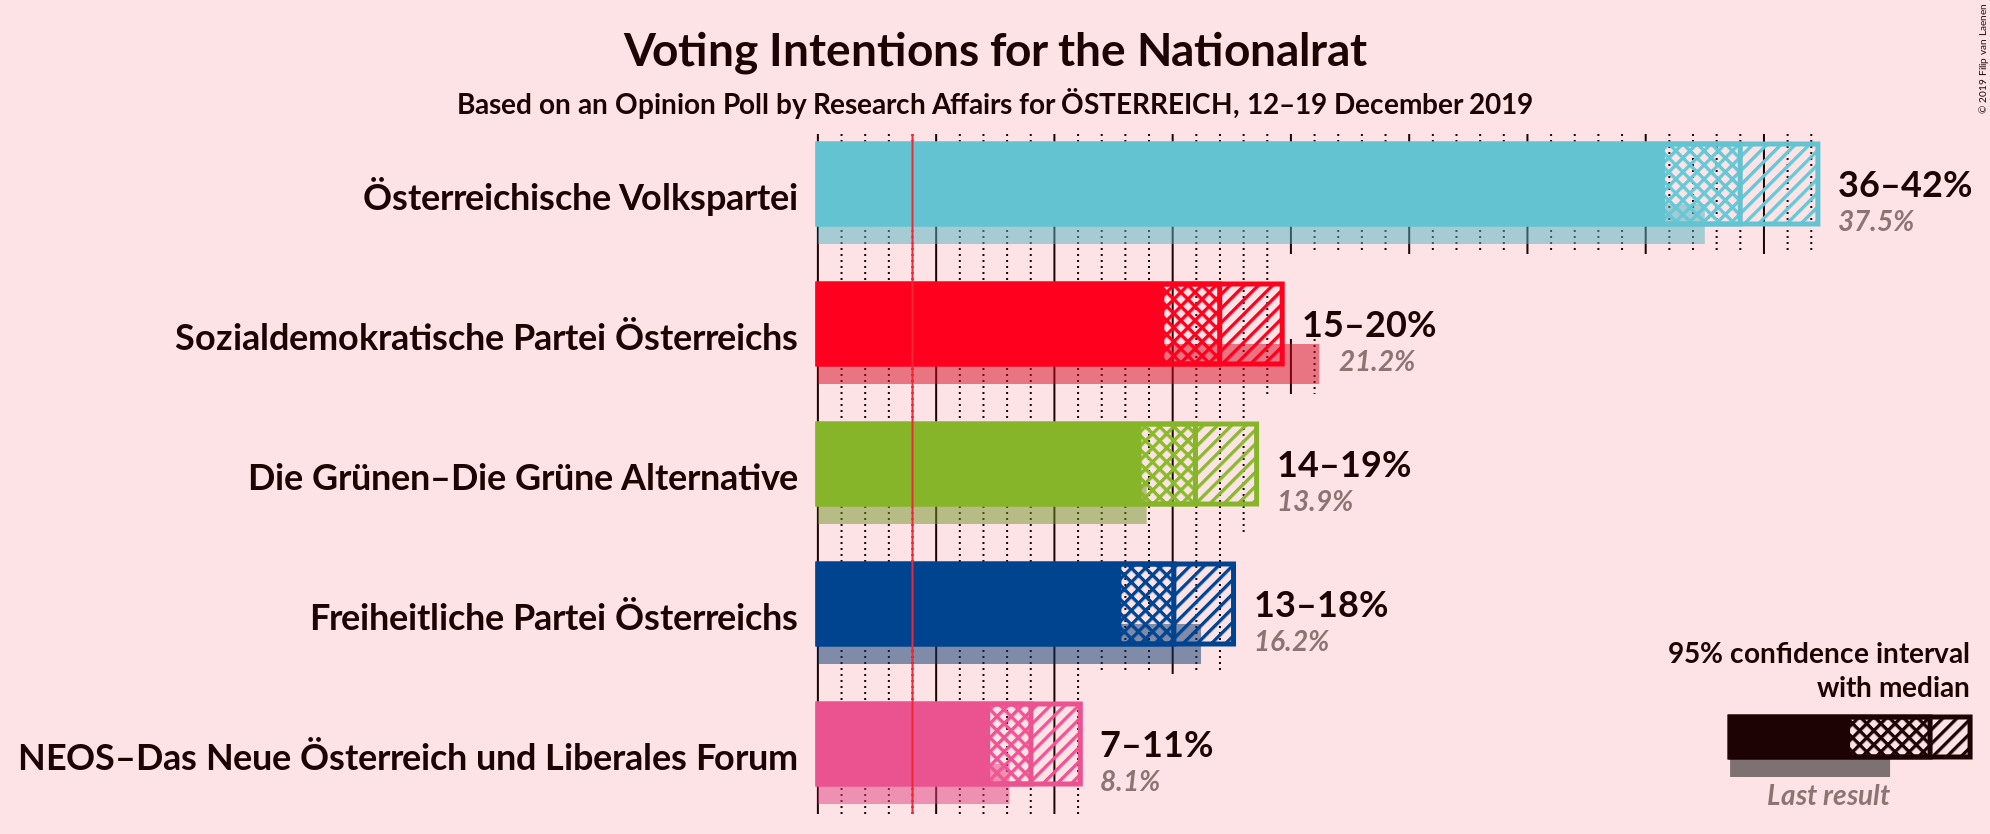 Voting Intentions for the Nationalrat
Based on an Opinion Poll by Research Affairs for ÖSTERREICH, 12–19 December 2019
© 2019 Filip van Laenen
Österreichische Volkspartei
36–42%
37.5%
Sozialdemokratische Partei Österreichs
15–20%
21.2%
Die Grünen–Die Grüne Alternative
14–19%
13.9%
Freiheitliche Partei Österreichs
13–18%
16.2%
NEOS–Das Neue Österreich und Liberales Forum
7–11%
8.1%
95% confidence interval
with median
Last result